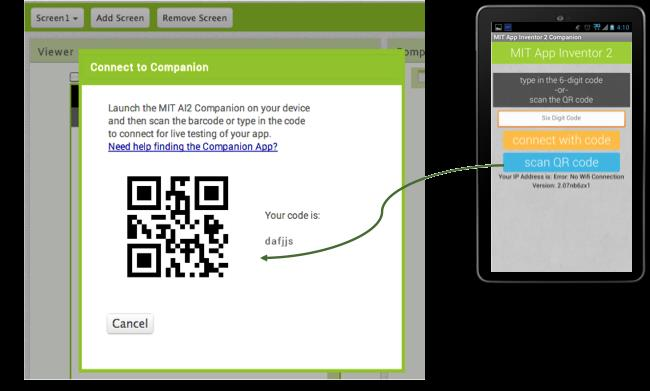 Screen1 Add Screen Remove Screen
Viewer
Connect to Companion
Launch the MIT AI2 Companion on your device
and then scan the barcode or type in the code
to connect for live testing of your app.
Need help finding the Companion App?
Your code is:
dafjjs
Cancel
4:10
MIT App Inventor 2 Companion
MIT App Inventor 2
type in the 6-digit code
-or-
scan the QR code
Six Digit Code
connect with code
scan QR code
Your IP Address is: Error: No Wifi Connection
Version: 2.07nb6zx1